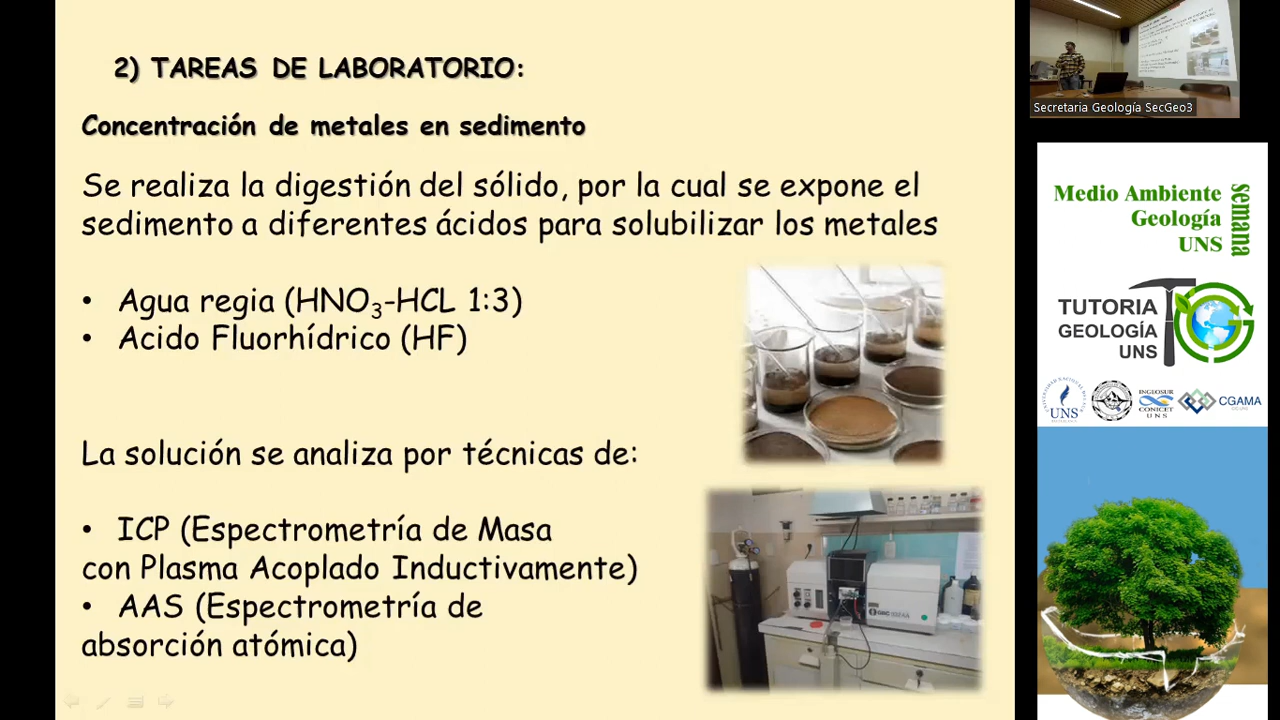 2) TAREAS DE LABORATORIO:
Concentración de metales en sedimento
Se realiza la digestión del sólido, por la cual se expone el
sedimento a diferentes ácidos para solubilizar los metales
• Agua regia (HNO₃-HCL 1:3)
• Acido Fluorhídrico (HF)
La solución se analiza por técnicas de:
• ICP (Espectrometría de Masa
con Plasma Acoplado Inductivamente)
• AAS (Espectrometría de
absorción atómica)
Secretaria Geología SecGeo3
Medio Ambiente
Geología
UNS
semana
TUTORIA
GEOLOGÍA
UNS
UNS
INGEOSUR
CONICET
UNS
CGAMA